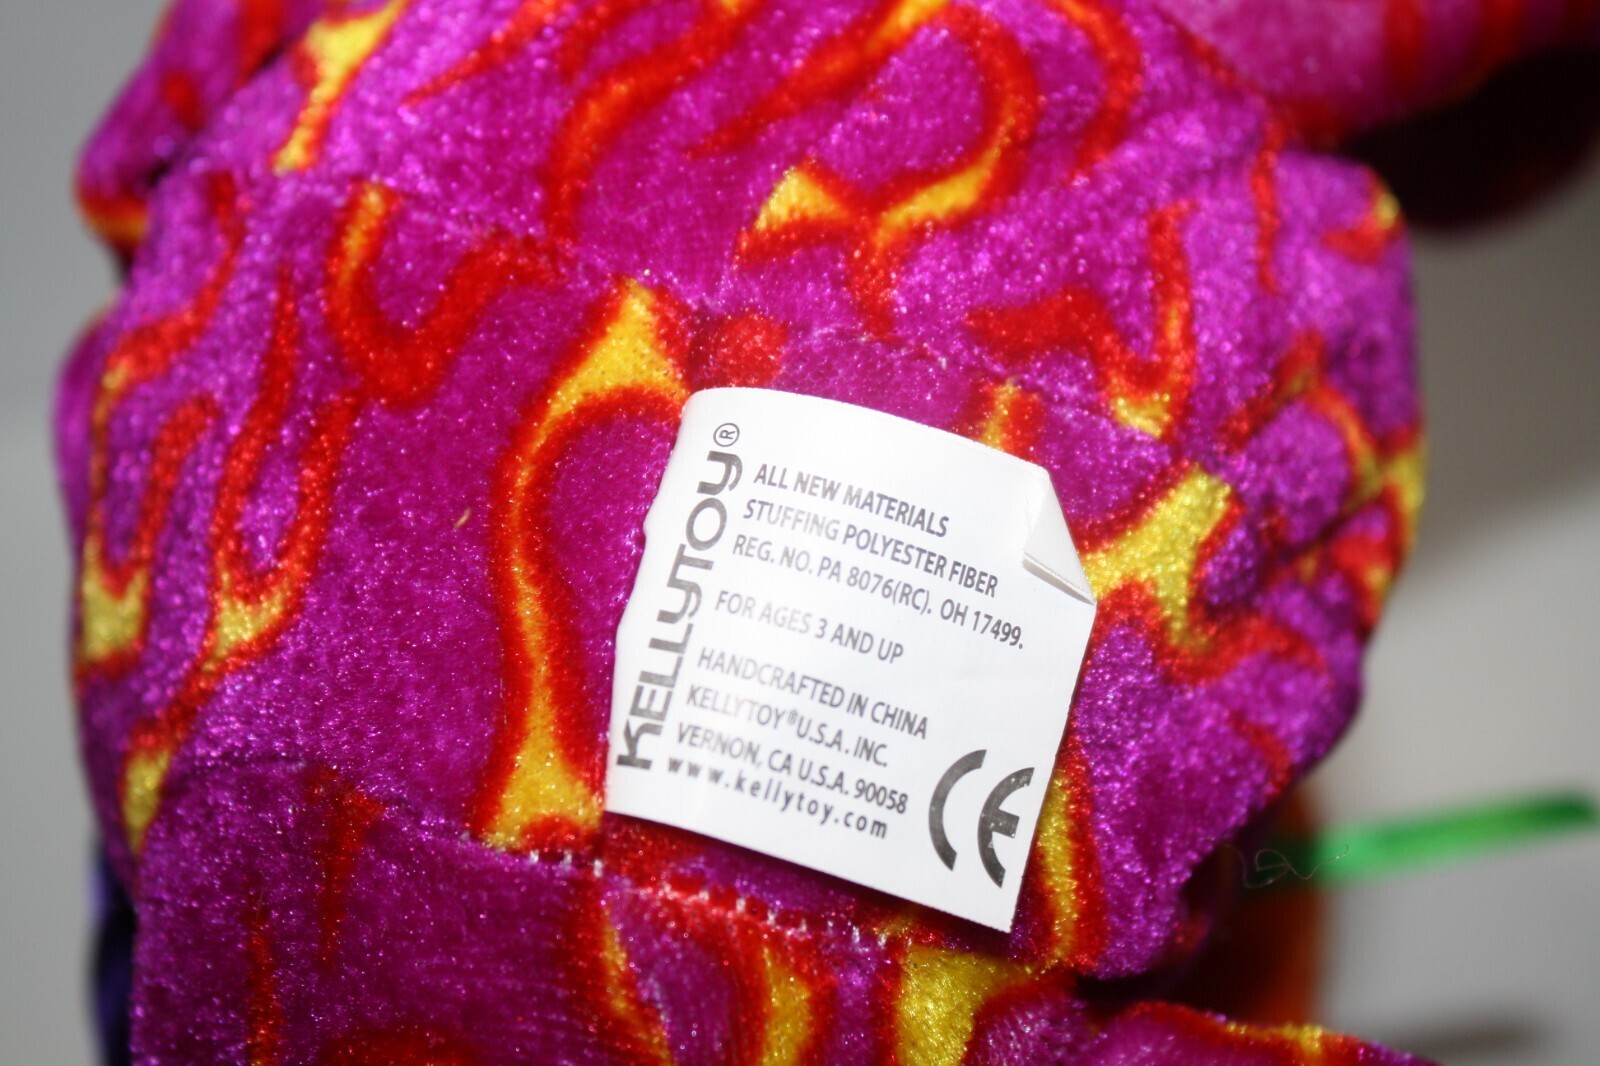 KELLYTOY®
ALL NEW MATERIALS
STUFFING POLYESTER FIBER
REG. NO. PA 8076(RC). OH 17499.
FOR AGES 3 AND UP
HANDCRAFTED IN CHINA
KELLYTOY® U.S.A. INC.
VERNON, CA U.S.A. 90058
www.kellytoy.com
CE